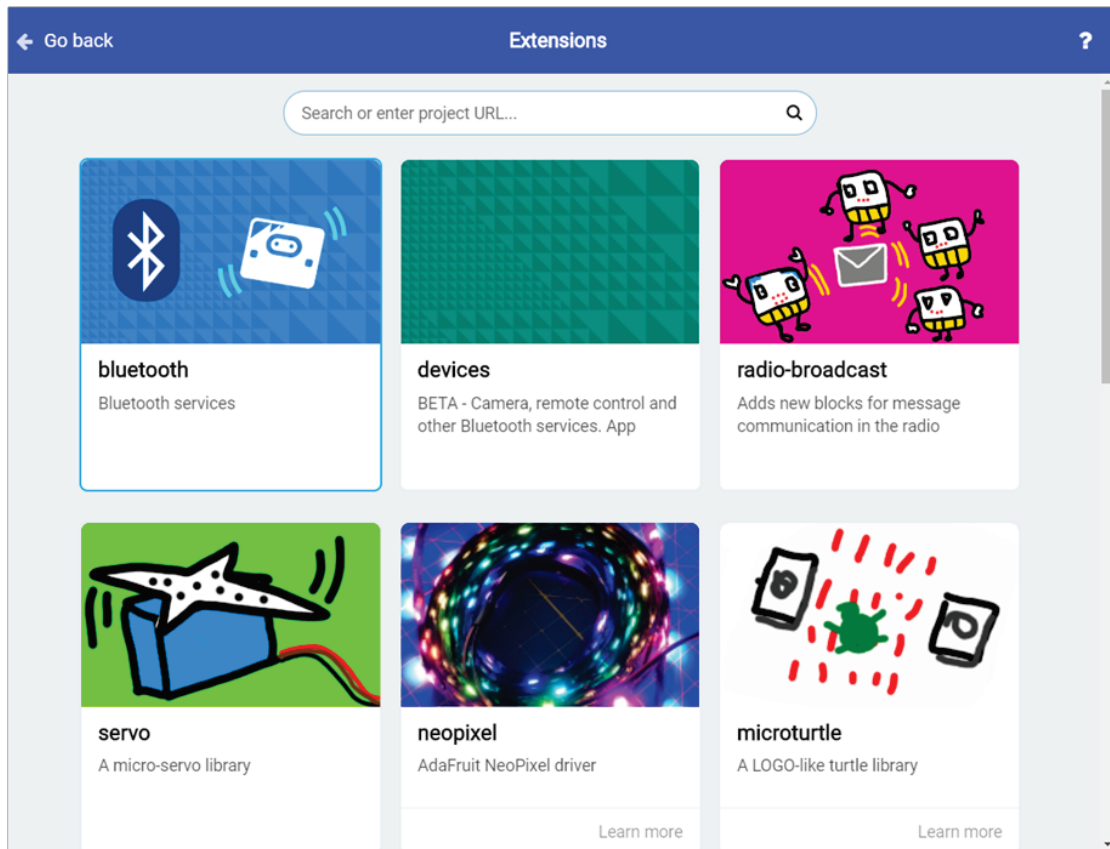 Go back
Extensions
?
Search or enter project URL...
bluetooth
Bluetooth services
devices
BETA - Camera, remote control and
other Bluetooth services. App
radio-broadcast
Adds new blocks for message
communication in the radio
servo
A micro-servo library
neopixel
AdaFruit NeoPixel driver
Learn more
microturtle
A LOGO-like turtle library
Learn more